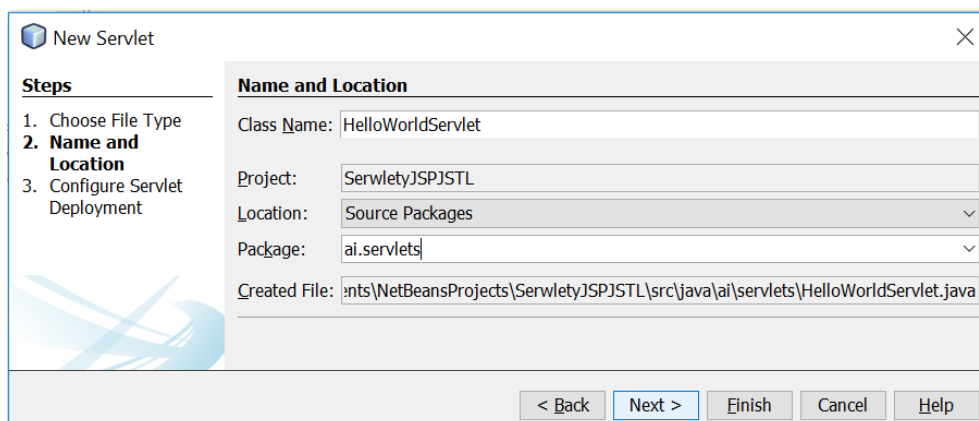 New Servlet
Steps
1. Choose File Type
2. Name and
Location
3. Configure Servlet
Deployment
Name and Location
Class Name: HelloWorldServlet
Project: SerwletyJSPJSTL
Location: Source Packages
Package: ai.servlets
Created File: :nts\NetBeansProjects\SerwletyJSPJSTL\src\java\ai\servlets\HelloWorldServlet.java
< Back
Next >
Finish
Cancel
Help